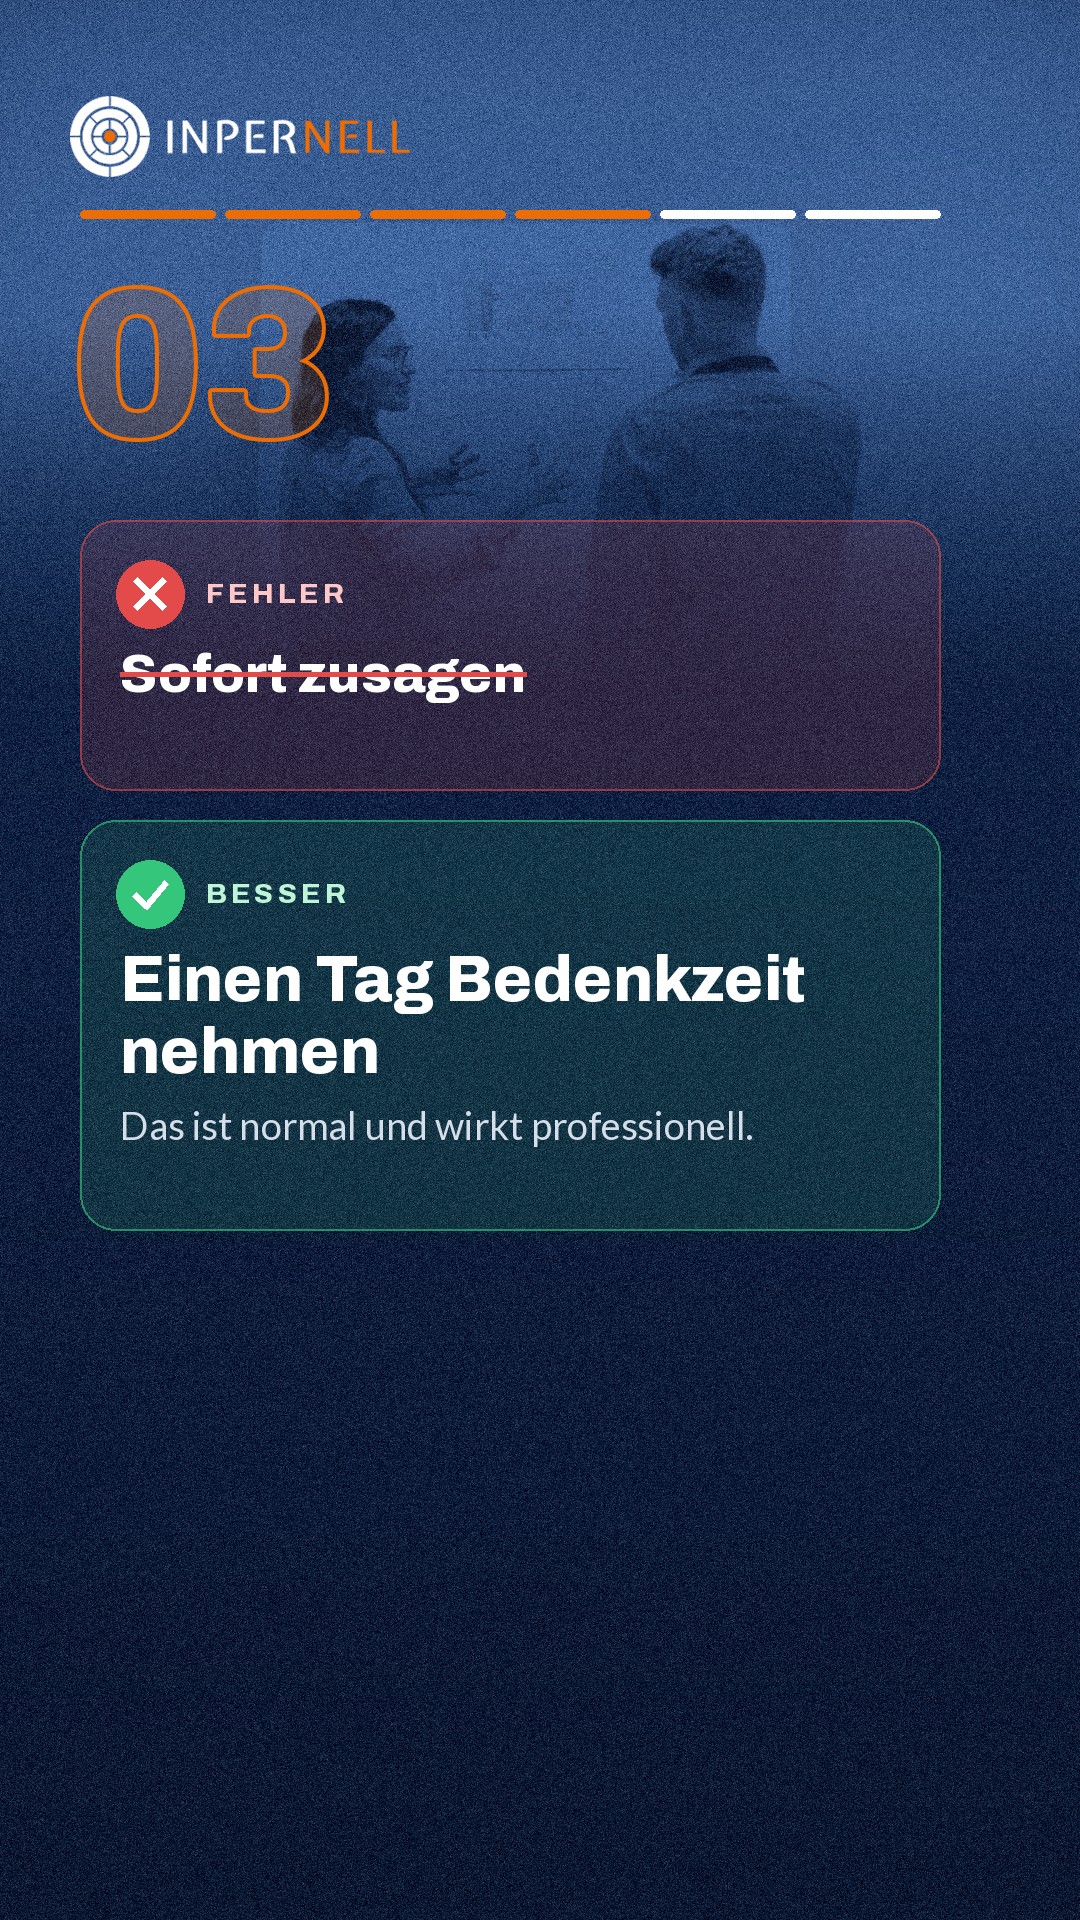 INPERNELL
03
FEHLER
Sofort zusagen
BESSER
Einen Tag Bedenkzeit
nehmen
Das ist normal und wirkt professionell.